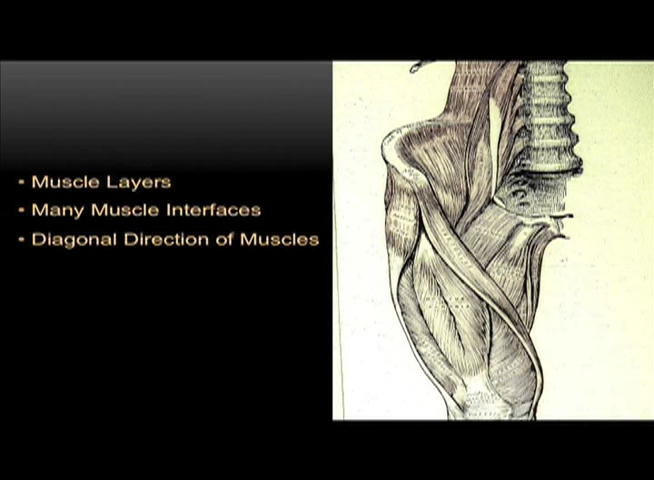 • Muscle Layers
• Many Muscle Interfaces
• Diagonal Direction of Muscles